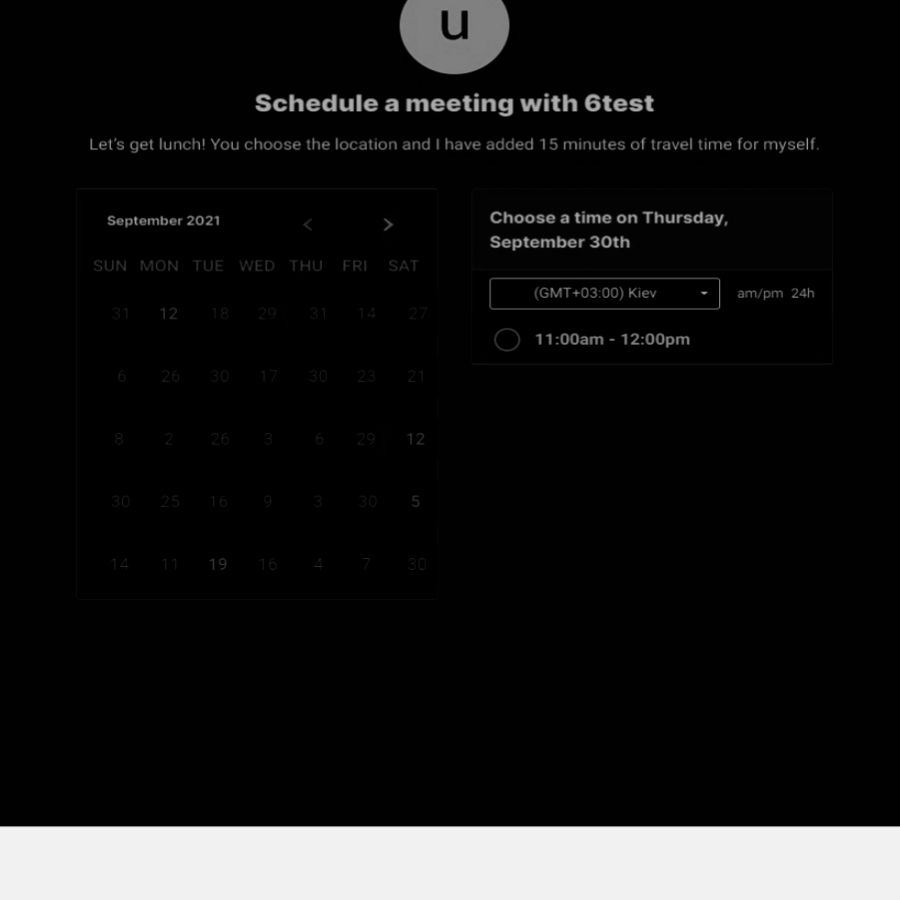 u
Schedule a meeting with 6test
Let's get lunch! You choose the location and I have added 15 minutes of travel time for myself.
September 2021 < >
SUN MON TUE WED THU FRI SAT
31 12 18 29 31 14 27
6 26 30 17 30 23 21
8 2 26 3 6 29 12
30 25 16 9 3 30 5
14 11 19 16 4 7 30
Choose a time on Thursday,
September 30th
(GMT+03:00) Kiev am/pm 24h
11:00am - 12:00pm